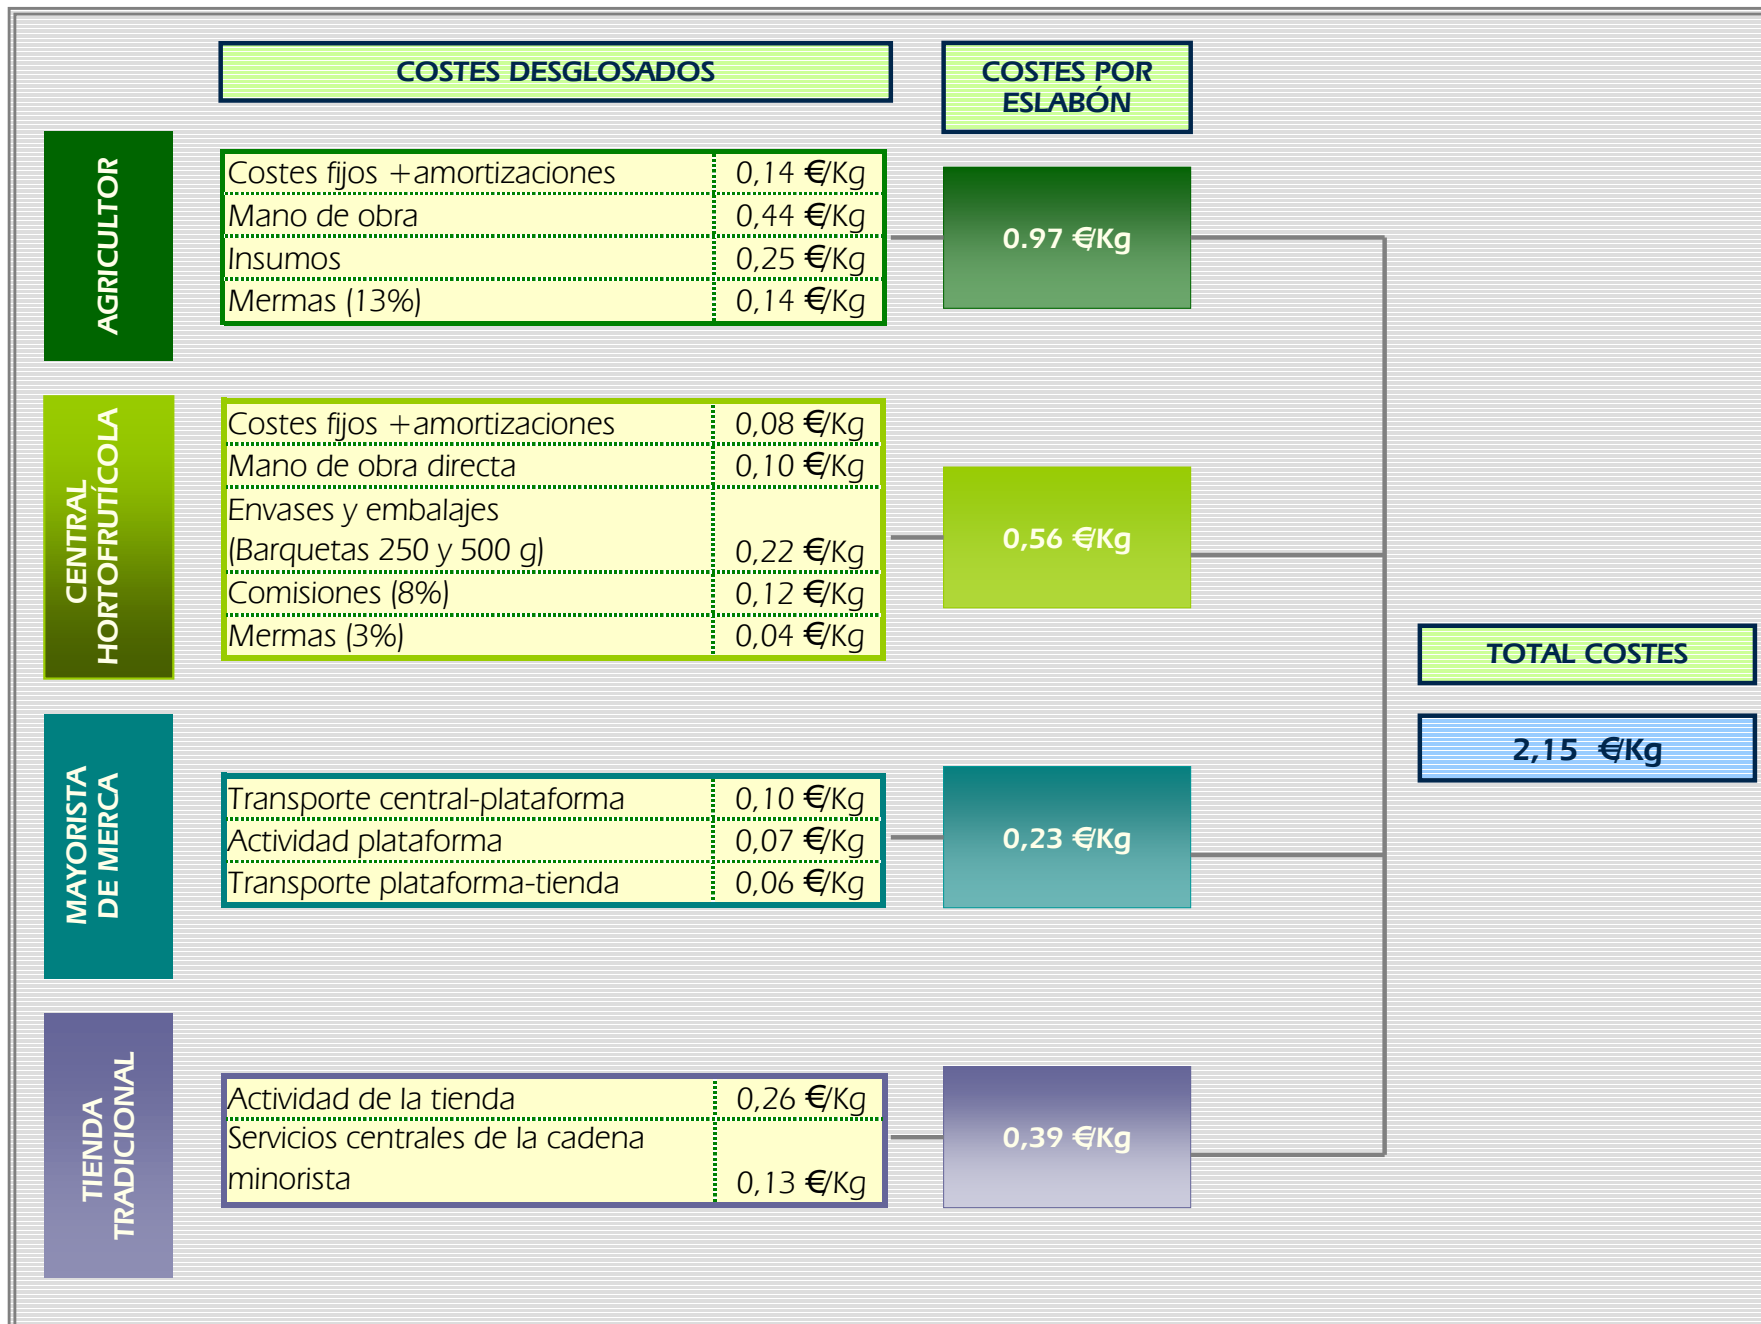 COSTES DESGLOSADOS
COSTES POR
ESLABÓN
AGRICULTOR
Costes fijos +amortizaciones 0,14 €/Kg
Mano de obra 0,44 €/Kg
Insumos 0,25 €/Kg
Mermas (13%) 0,14 €/Kg
0.97 €/Kg
CENTRAL
HORTOFRUTÍCOLA
Costes fijos +amortizaciones 0,08 €/Kg
Mano de obra directa 0,10 €/Kg
Envases y embalajes
(Barquetas 250 y 500 g) 0,22 €/Kg
Comisiones (8%) 0,12 €/Kg
Mermas (3%) 0,04 €/Kg
0,56 €/Kg
TOTAL COSTES
2,15 €/Kg
MAYORISTA
DE MERCA
Transporte central-plataforma 0,10 €/Kg
Actividad plataforma 0,07 €/Kg
Transporte plataforma-tienda 0,06 €/Kg
0,23 €/Kg
TIENDA
TRADICIONAL
Actividad de la tienda 0,26 €/Kg
Servicios centrales de la cadena
minorista 0,13 €/Kg
0,39 €/Kg